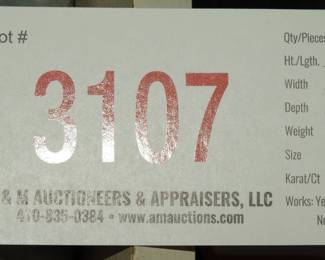 ot #
3107
& M AUCTIONEERS & APPRAISERS, LLC
410-835-0384 • www.amauctions.com
Qty/Pieces
Ht./Lgth.
Width
Depth
Weight
Size
Karat/Ct
Works: Ye
N